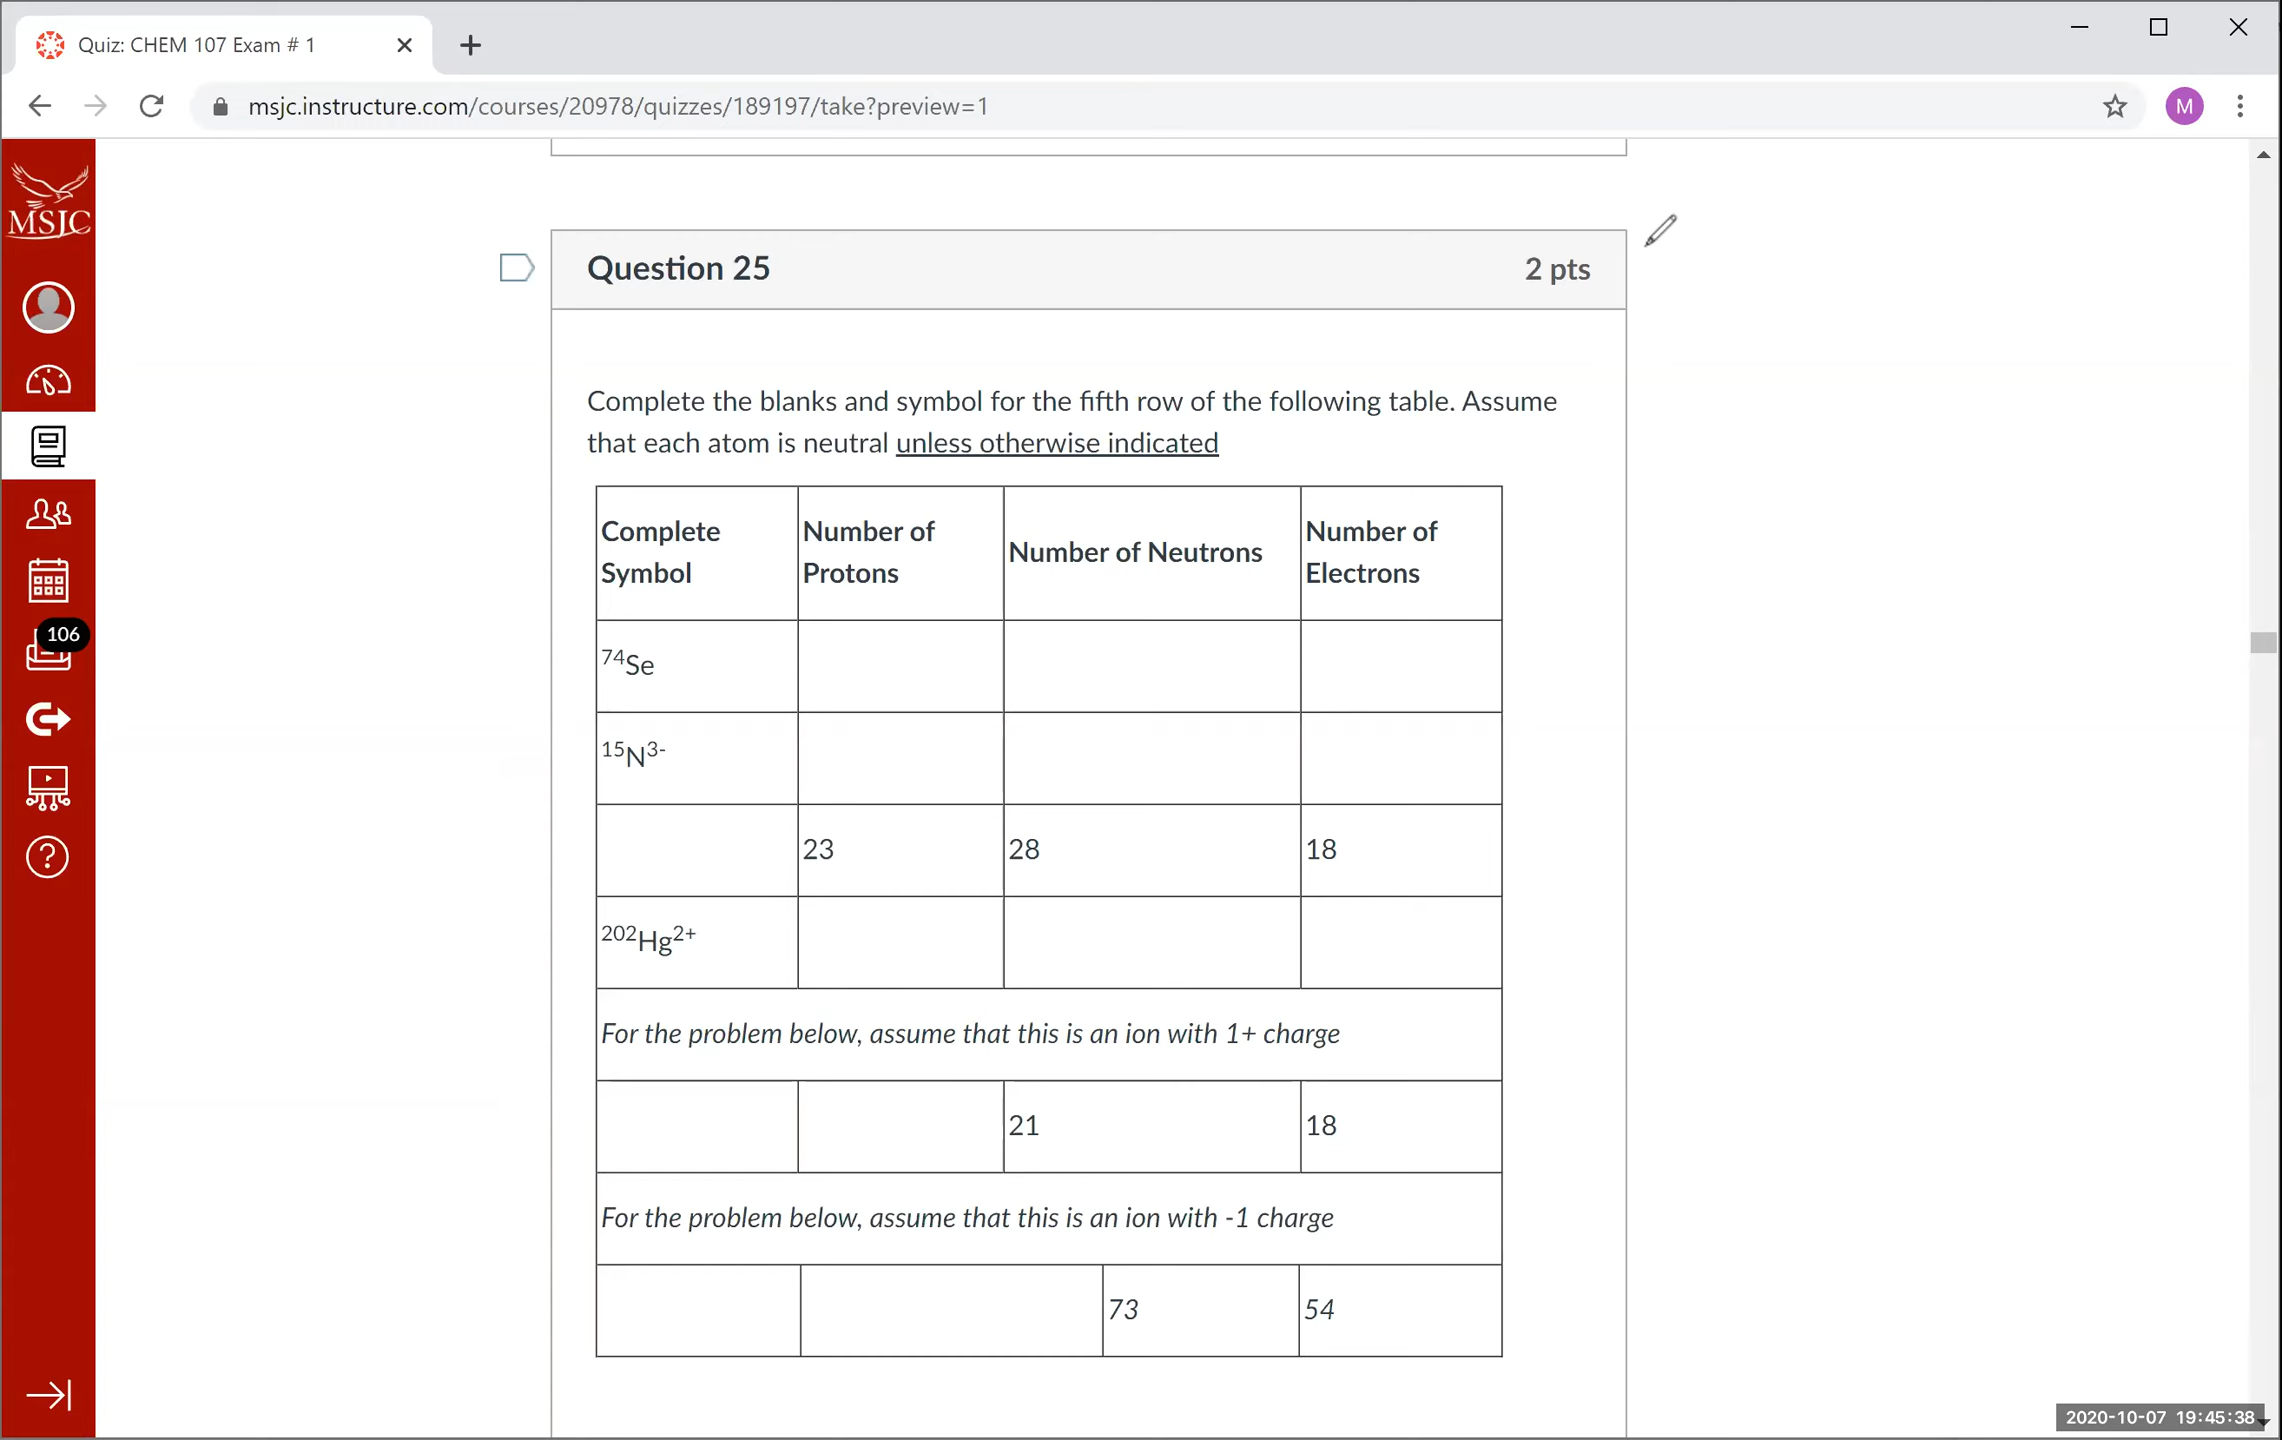 Quiz: CHEM 107 Exam # 1
msjc.instructure.com/courses/20978/quizzes/189197/take?preview=1
M
MSJC
106
Question 25
2 pts
Complete the blanks and symbol for the fifth row of the following table. Assume
that each atom is neutral unless otherwise indicated
Complete Symbol	Number of Protons	Number of Neutrons	Number of Electrons
⁷⁴Se
¹⁵N³⁻
23	28	18
²⁰²Hg²⁺
For the problem below, assume that this is an ion with 1+ charge
21	18
For the problem below, assume that this is an ion with -1 charge
73	54
2020-10-07 19:45:38